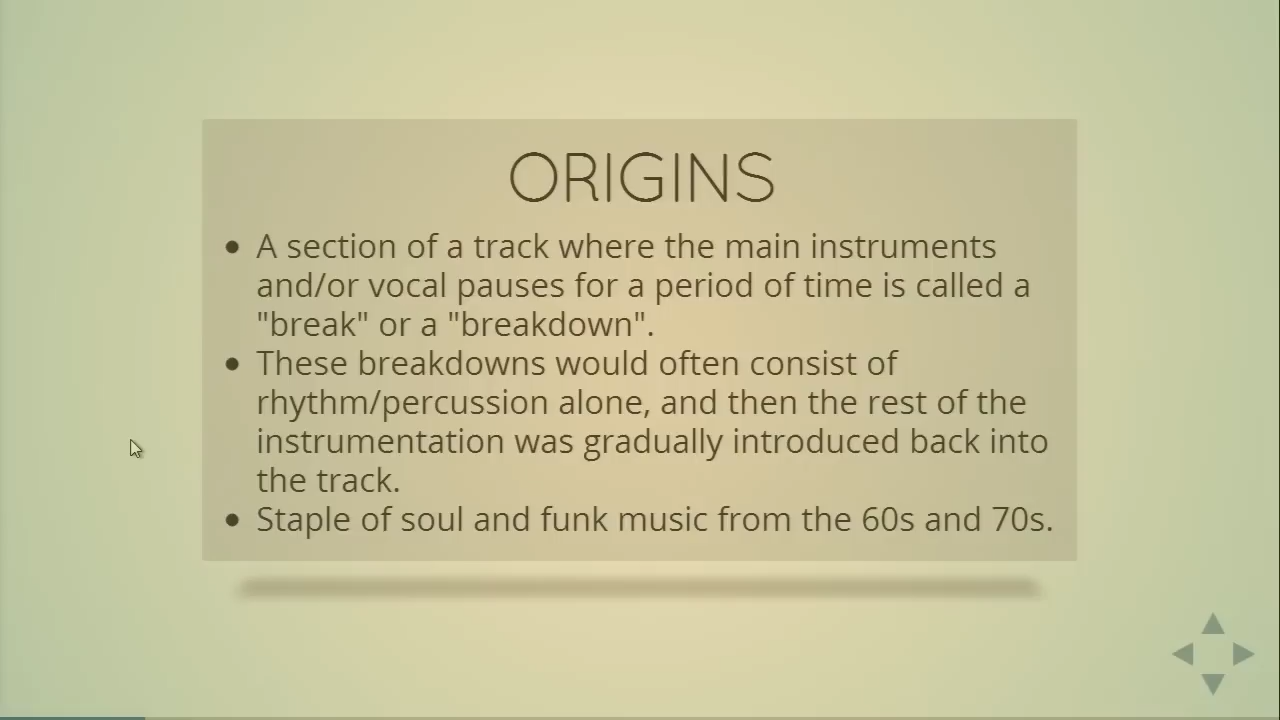 ORIGINS
• A section of a track where the main instruments
and/or vocal pauses for a period of time is called a
"break" or a "breakdown".
• These breakdowns would often consist of
rhythm/percussion alone, and then the rest of the
instrumentation was gradually introduced back into
the track.
• Staple of soul and funk music from the 60s and 70s.